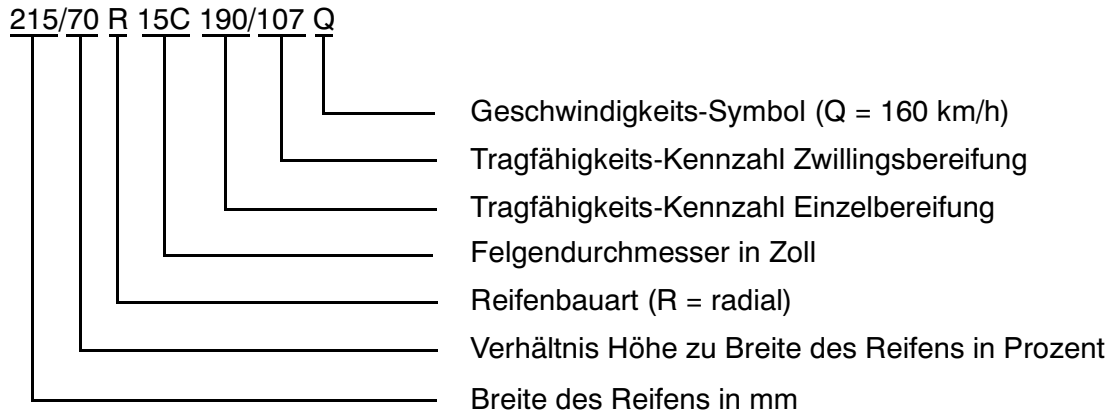 215/70 R 15C 190/107 Q
Geschwindigkeits-Symbol (Q = 160 km/h)
Tragfähigkeits-Kennzahl Zwillingsbereifung
Tragfähigkeits-Kennzahl Einzelbereifung
Felgendurchmesser in Zoll
Reifenbauart (R = radial)
Verhältnis Höhe zu Breite des Reifens in Prozent
Breite des Reifens in mm